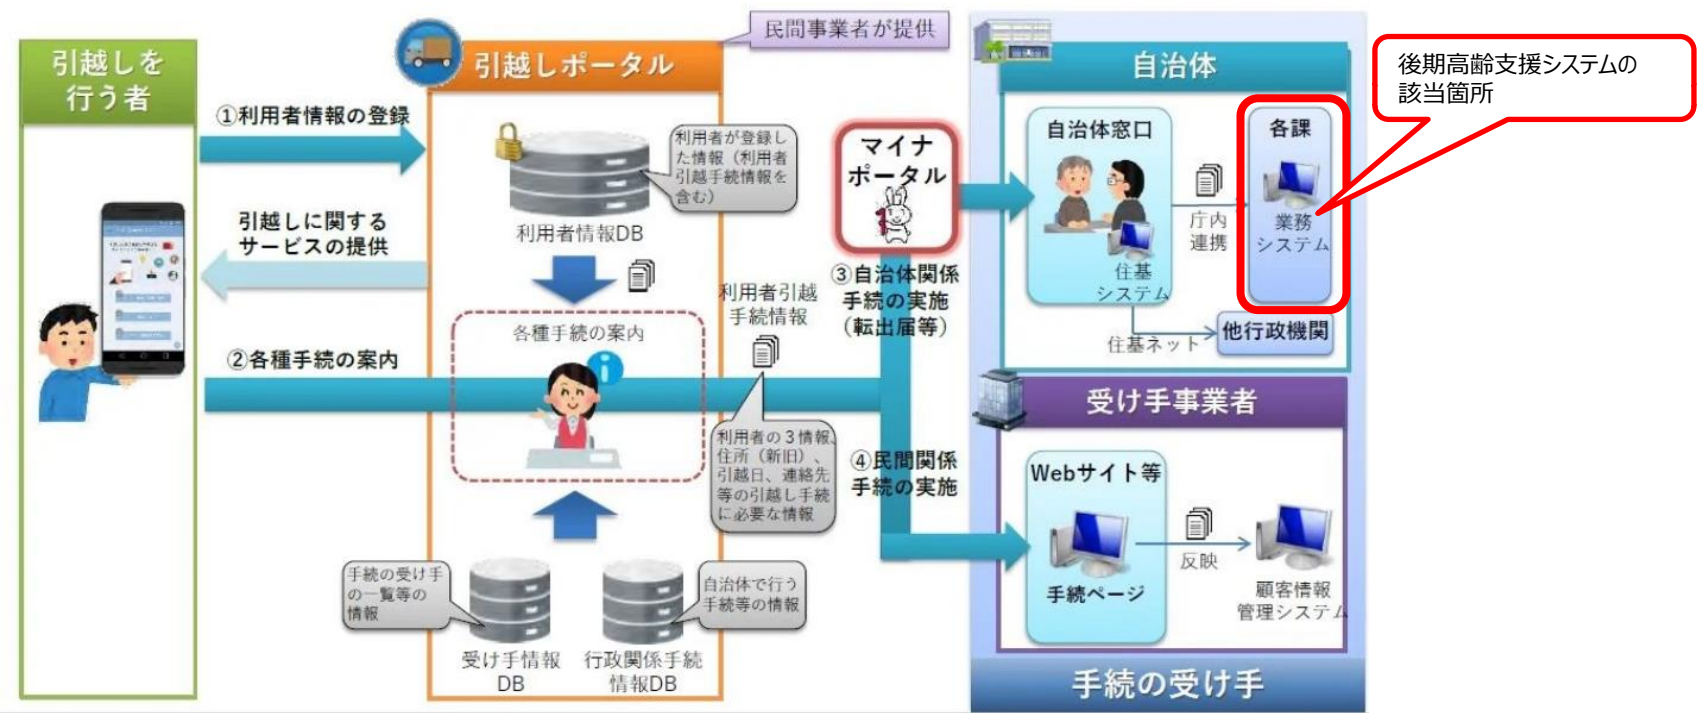 引越しを
行う者
①利用者情報の登録
引越しに関する
サービスの提供
②各種手続の案内
引越しポータル
民間事業者が提供
利用者が登録し
た情報（利用者
引越手続情報を
含む）
利用者情報DB
各種手続の案内
利用者引越
手続情報
利用者の３情報、
住所（新旧）、
引越日、連絡先
等の引越し手続
に必要な情報
手続の受け手
の一覧等の
情報
受け手情報
DB
自治体で行う
手続等の情報
行政関係手続
情報DB
マイナ
ポータル
③自治体関係
手続の実施
（転出届等）
④民間関係
手続の実施
自治体
自治体窓口
住基
システム
庁内
連携
各課
業務
システム
住基ネット
他行政機関
後期高齢支援システムの
該当箇所
受け手事業者
Webサイト等
手続ページ
反映
顧客情報
管理システム
手続の受け手